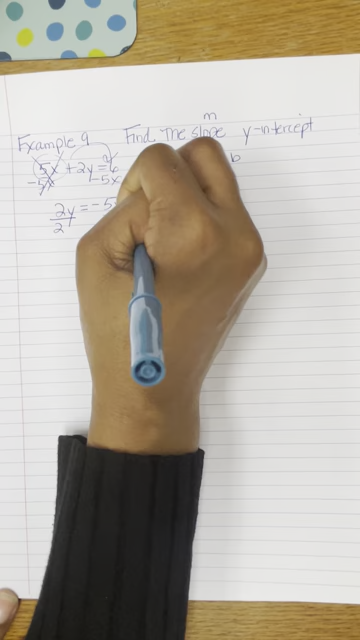 m
Example 9 Find the slope y-intercept
b
5x + 2y = 6
-5x -5x
2y = -5
2